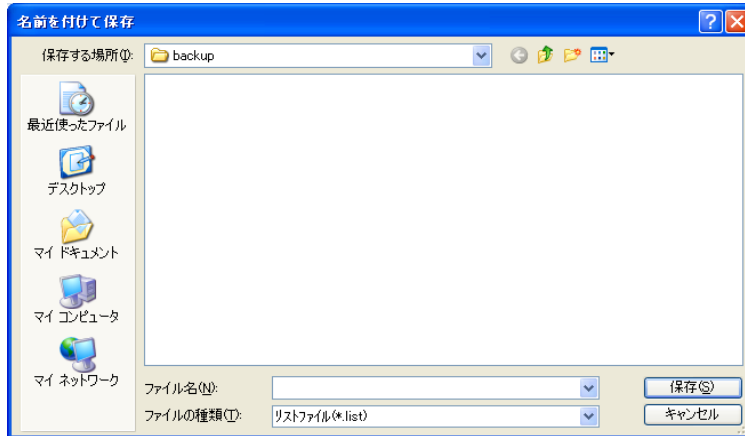 名前を付けて保存
保存する場所(I):
backup
最近使ったファイル
デスクトップ
マイ ドキュメント
マイ コンピュータ
マイ ネットワーク
ファイル名(N):
保存(S)
ファイルの種類(T):
リストファイル(*.list)
キャンセル